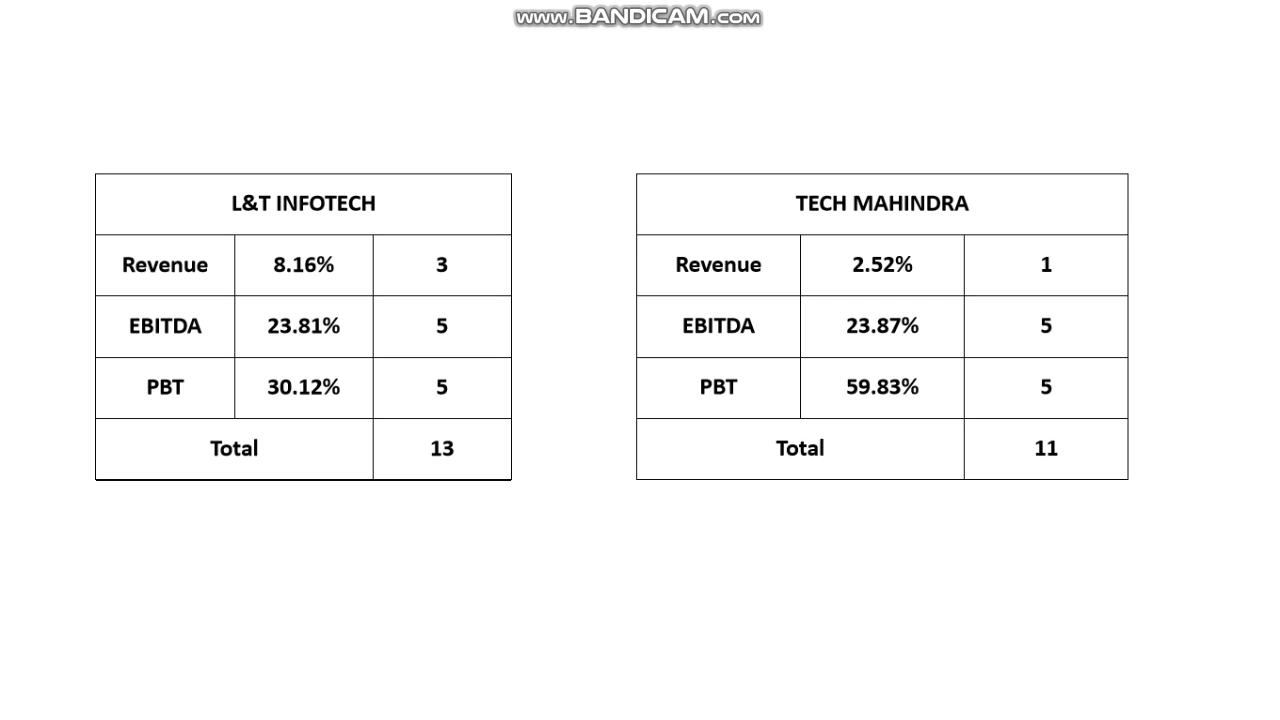 www.BANDICAM.com
L&T INFOTECH
Revenue 8.16% 3
EBITDA 23.81% 5
PBT 30.12% 5
Total 13
TECH MAHINDRA
Revenue 2.52% 1
EBITDA 23.87% 5
PBT 59.83% 5
Total 11